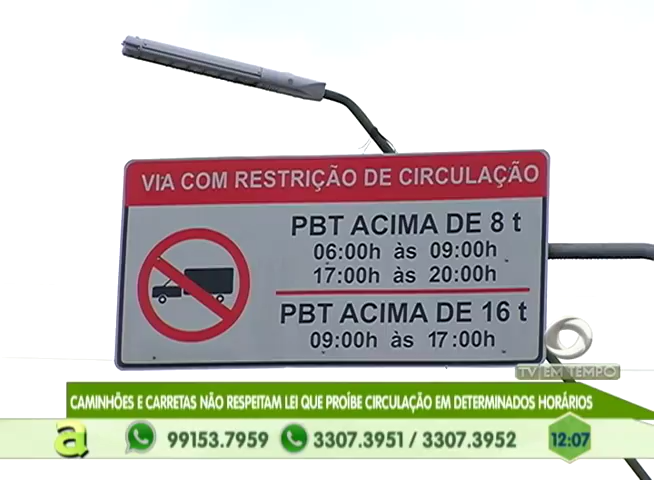 VIA COM RESTRIÇÃO DE CIRCULAÇÃO
PBT ACIMA DE 8 t
06:00h às 09:00h
17:00h às 20:00h
PBT ACIMA DE 16 t
09:00h às 17:00h
TV EM TEMPO
CAMINHÕES E CARRETAS NÃO RESPEITAM LEI QUE PROÍBE CIRCULAÇÃO EM DETERMINADOS HORÁRIOS
a 99153.7959 3307.3951 / 3307.3952 12:07